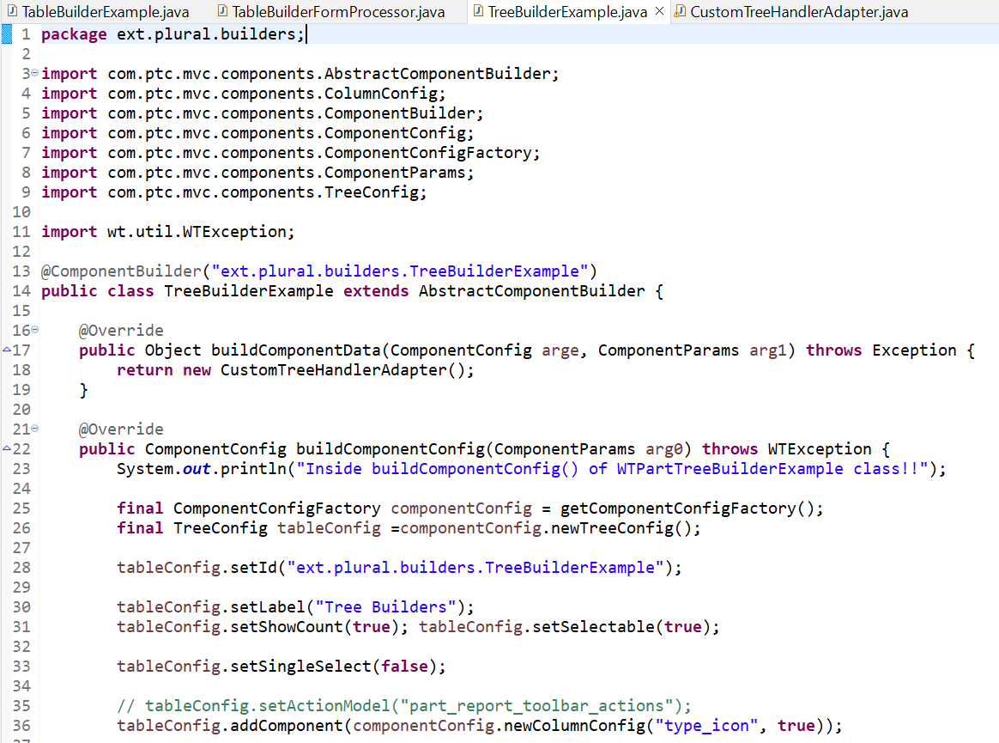 TableBuilderExample.java TableBuilderFormProcessor.java TreeBuilderExample.java CustomTreeHandlerAdapter.java
1 package ext.plural.builders;
2
3 import com.ptc.mvc.components.AbstractComponentBuilder;
4 import com.ptc.mvc.components.ColumnConfig;
5 import com.ptc.mvc.components.ComponentBuilder;
6 import com.ptc.mvc.components.ComponentConfig;
7 import com.ptc.mvc.components.ComponentConfigFactory;
8 import com.ptc.mvc.components.ComponentParams;
9 import com.ptc.mvc.components.TreeConfig;
10
11 import wt.util.WTException;
12
13 @ComponentBuilder("ext.plural.builders.TreeBuilderExample")
14 public class TreeBuilderExample extends AbstractComponentBuilder {
15
16     @Override
17     public Object buildComponentData(ComponentConfig arge, ComponentParams arg1) throws Exception {
18         return new CustomTreeHandlerAdapter();
19     }
20
21     @Override
22     public ComponentConfig buildComponentConfig(ComponentParams arg0) throws WTException {
23         System.out.println("Inside buildComponentConfig() of WTPartTreeBuilderExample class!!");
24
25         final ComponentConfigFactory componentConfig = getComponentConfigFactory();
26         final TreeConfig tableConfig =componentConfig.newTreeConfig();
27
28         tableConfig.setId("ext.plural.builders.TreeBuilderExample");
29
30         tableConfig.setLabel("Tree Builders");
31         tableConfig.setShowCount(true); tableConfig.setSelectable(true);
32
33         tableConfig.setSingleSelect(false);
34
35         // tableConfig.setActionModel("part_report_toolbar_actions");
36         tableConfig.addComponent(componentConfig.newColumnConfig("type_icon", true));